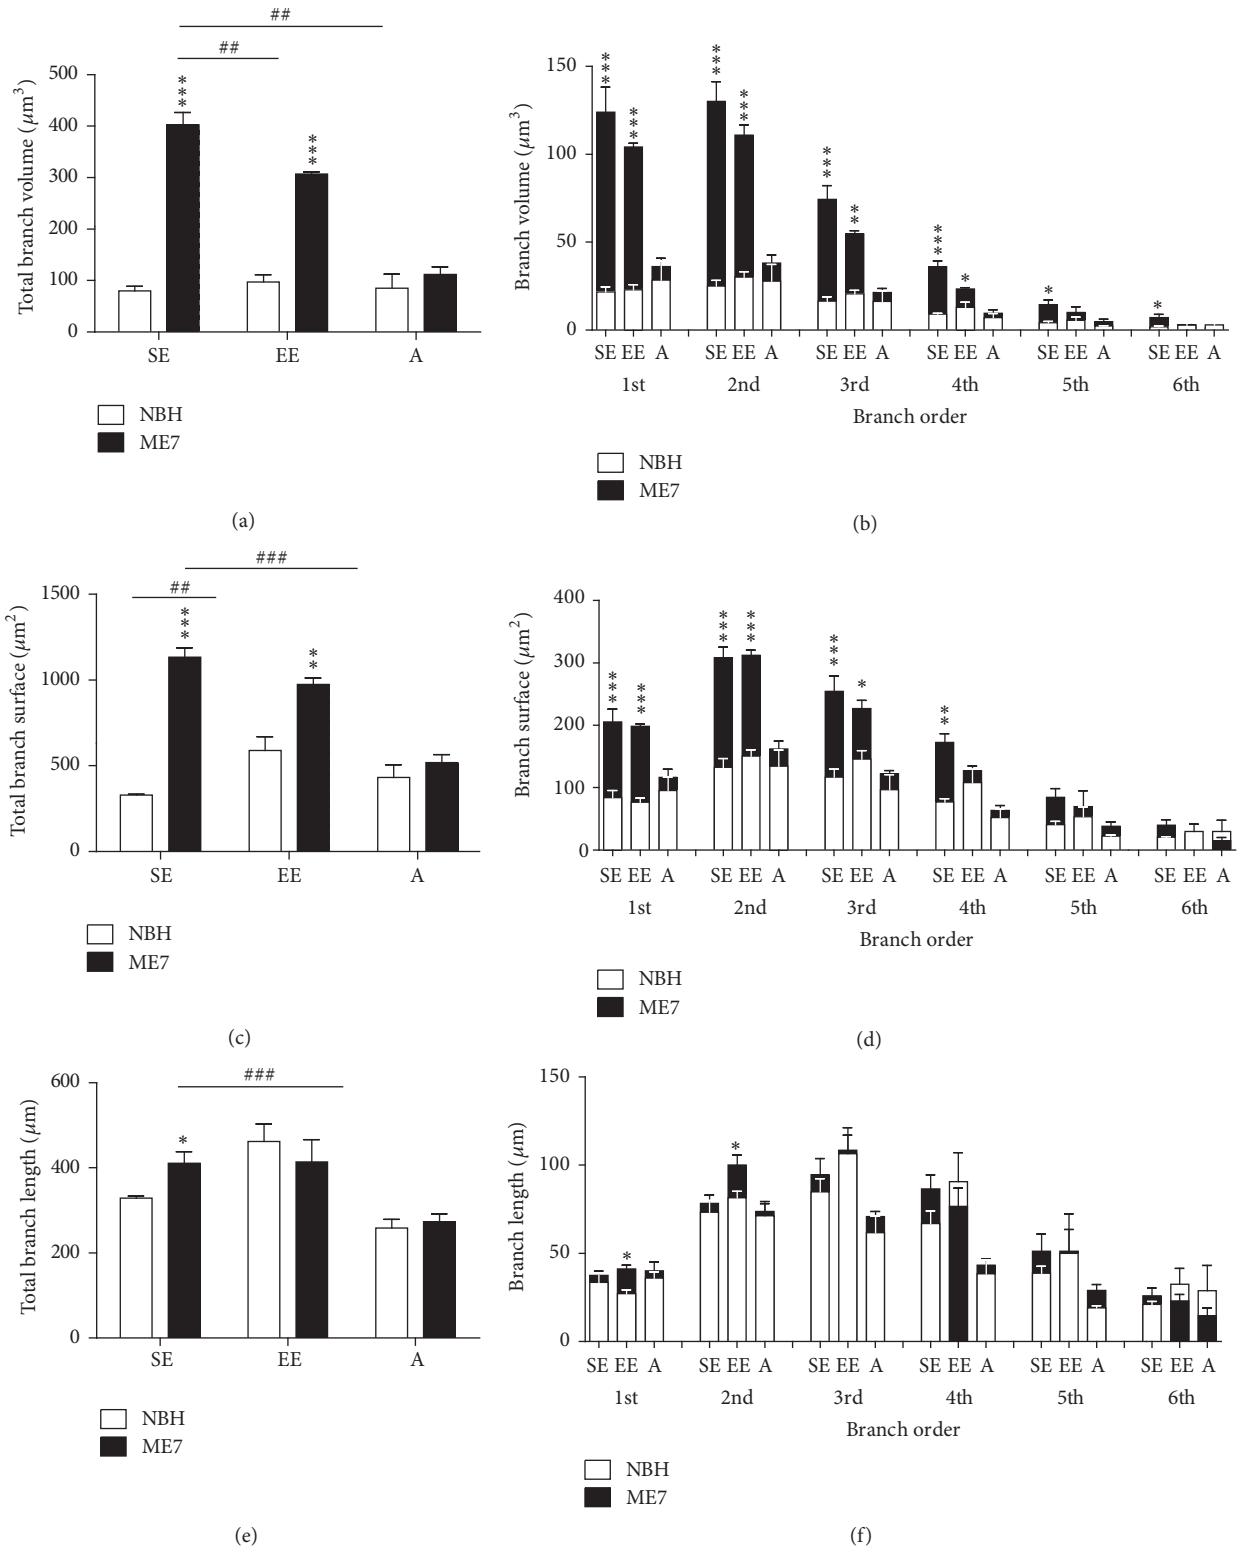 ##
##
Total branch volume (μm³)
500
400
300
200
100
0
***
***
SE EE A
NBH
ME7
(a)
Branch volume (μm³)
150
100
50
0
*** *** *** *** *** ** *** * * *
SE EE A SE EE A SE EE A SE EE A SE EE A SE EE A
1st 2nd 3rd 4th 5th 6th
Branch order
NBH
ME7
(b)
###
##
Total branch surface (μm²)
1500
1000
500
0
***
**
SE EE A
NBH
ME7
(c)
Branch surface (μm²)
400
300
200
100
0
*** *** *** *** *** * **
SE EE A SE EE A SE EE A SE EE A SE EE A SE EE A
1st 2nd 3rd 4th 5th 6th
Branch order
NBH
ME7
(d)
###
Total branch length (μm)
600
400
200
0
*
SE EE A
NBH
ME7
(e)
Branch length (μm)
150
100
50
0
* *
SE EE A SE EE A SE EE A SE EE A SE EE A SE EE A
1st 2nd 3rd 4th 5th 6th
Branch order
NBH
ME7
(f)